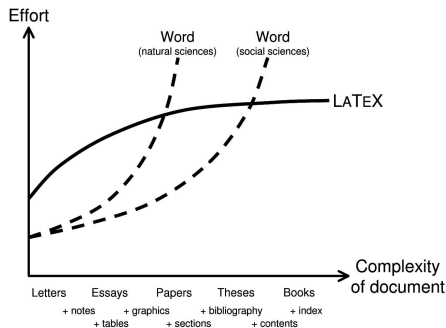 Effort
Word
(natural sciences)
Word
(social sciences)
LATEX
Complexity
of document
Letters Essays Papers Theses Books
+ notes + graphics + bibliography + index
+ tables + sections + contents